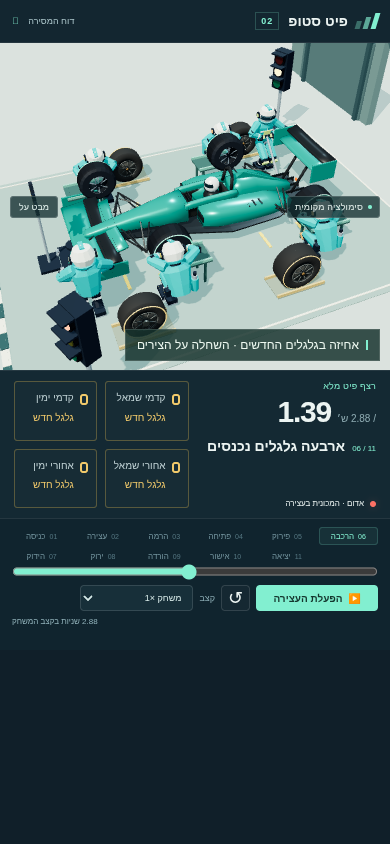 פיט סטופ 02 דוח המסירה
סימולציה מקומית
מבט על
אחיזה בגלגלים החדשים · השחלה על הצירים
רצף פיט מלא
1.39 / 2.88 ש׳
06 / 11 ארבעה גלגלים נכנסים
אדום · המכונית בעצירה
קדמי שמאל
גלגל חדש
קדמי ימין
גלגל חדש
אחורי שמאל
גלגל חדש
אחורי ימין
גלגל חדש
01 כניסה 02 עצירה 03 הרמה 04 פתיחה 05 פירוק 06 הרכבה
07 הידוק 08 ירוק 09 הורדה 10 אישור 11 יציאה
הפעלת העצירה
קצב
משחק 1×
2.88 שניות בקצב המשחק